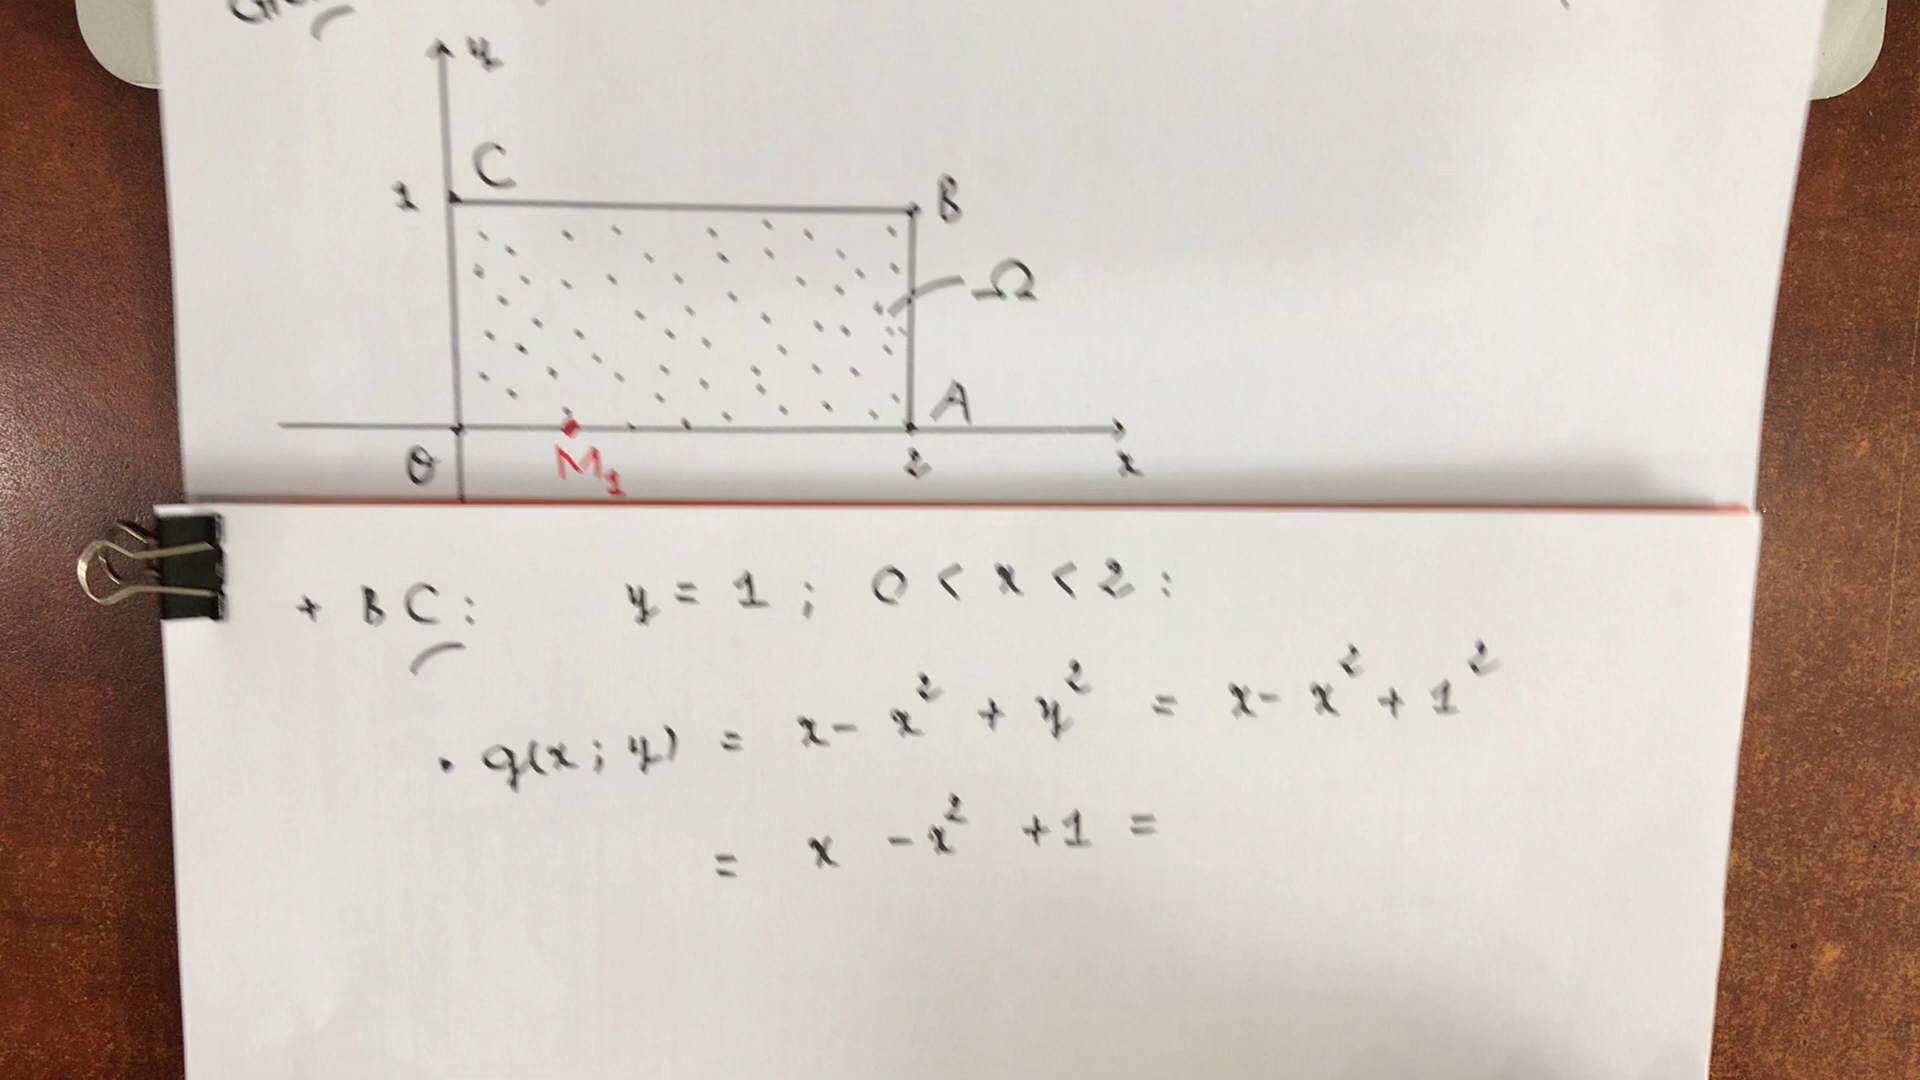 y
C
1
B
Ω
A
O
M₁
2
x
+ BC: y = 1 ; 0 < x < 2 :
• g(x ; y) = x - x² + y² = x - x² + 1²
= x - x² + 1 =